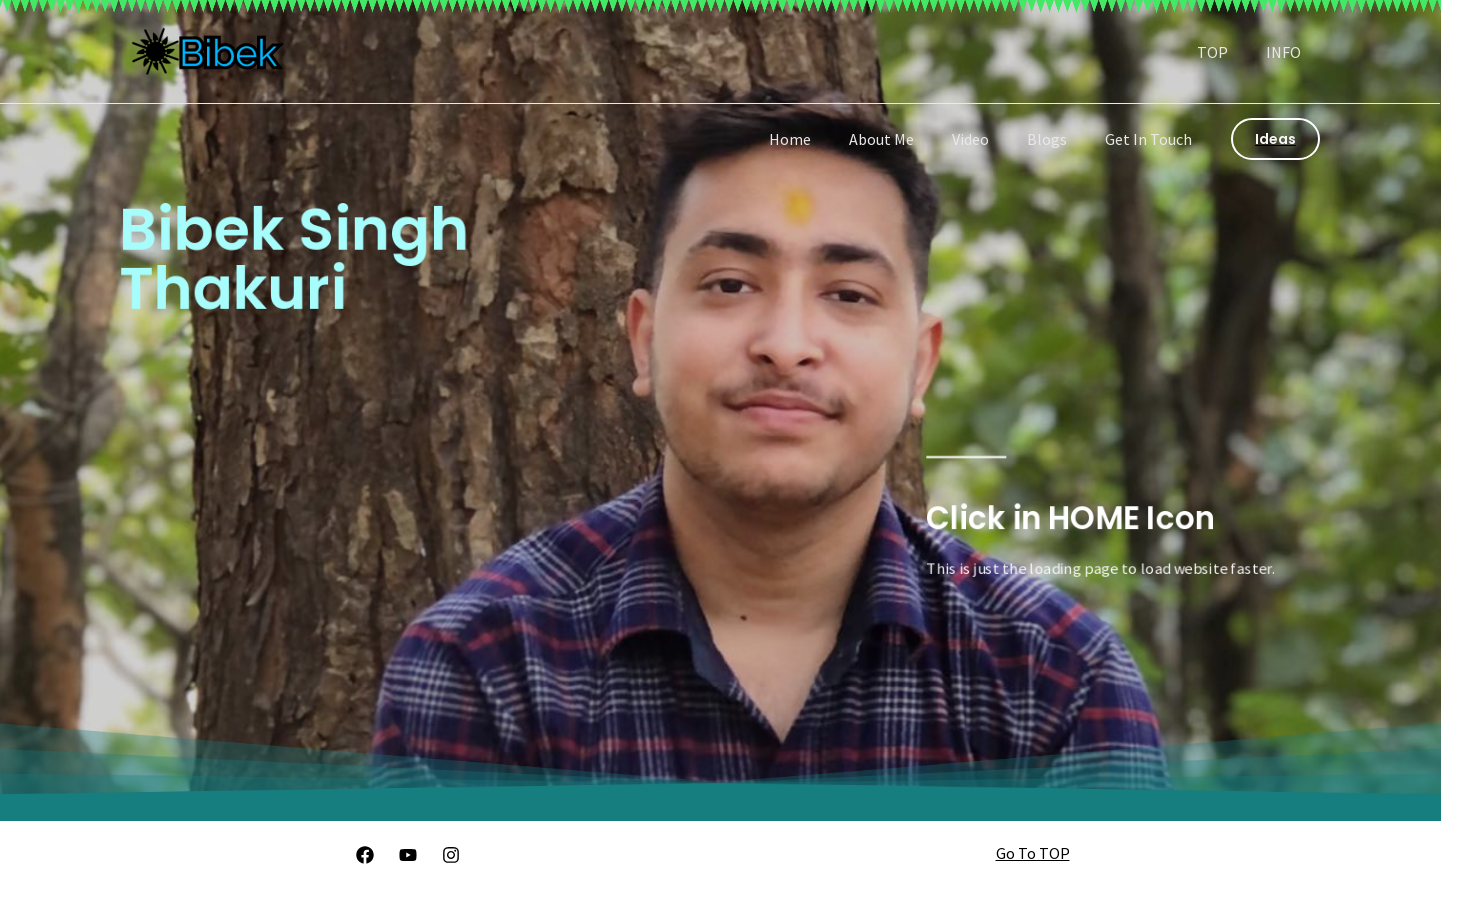 Bibek
TOP
INFO
Home
About Me
Video
Blogs
Get In Touch
Ideas
Bibek Singh
Thakuri
Click in HOME Icon
This is just the loading page to load website faster.
Go To TOP